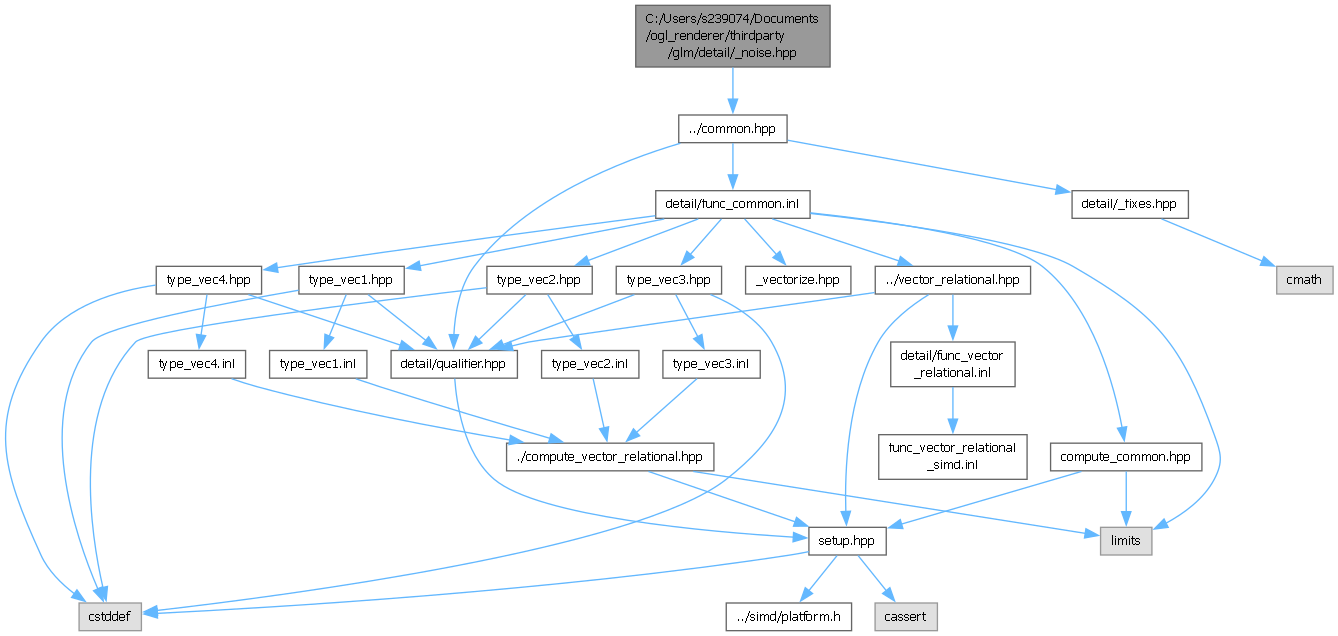 C:/Users/s239074/Documents
/ogl_renderer/thirdparty
/glm/detail/_noise.hpp
../common.hpp
detail/func_common.inl
detail/_fixes.hpp
type_vec4.hpp
type_vec1.hpp
type_vec2.hpp
type_vec3.hpp
_vectorize.hpp
../vector_relational.hpp
cmath
type_vec4.inl
type_vec1.inl
detail/qualifier.hpp
type_vec2.inl
type_vec3.inl
detail/func_vector
_relational.inl
./compute_vector_relational.hpp
func_vector_relational
_simd.inl
compute_common.hpp
setup.hpp
limits
cstddef
../simd/platform.h
cassert